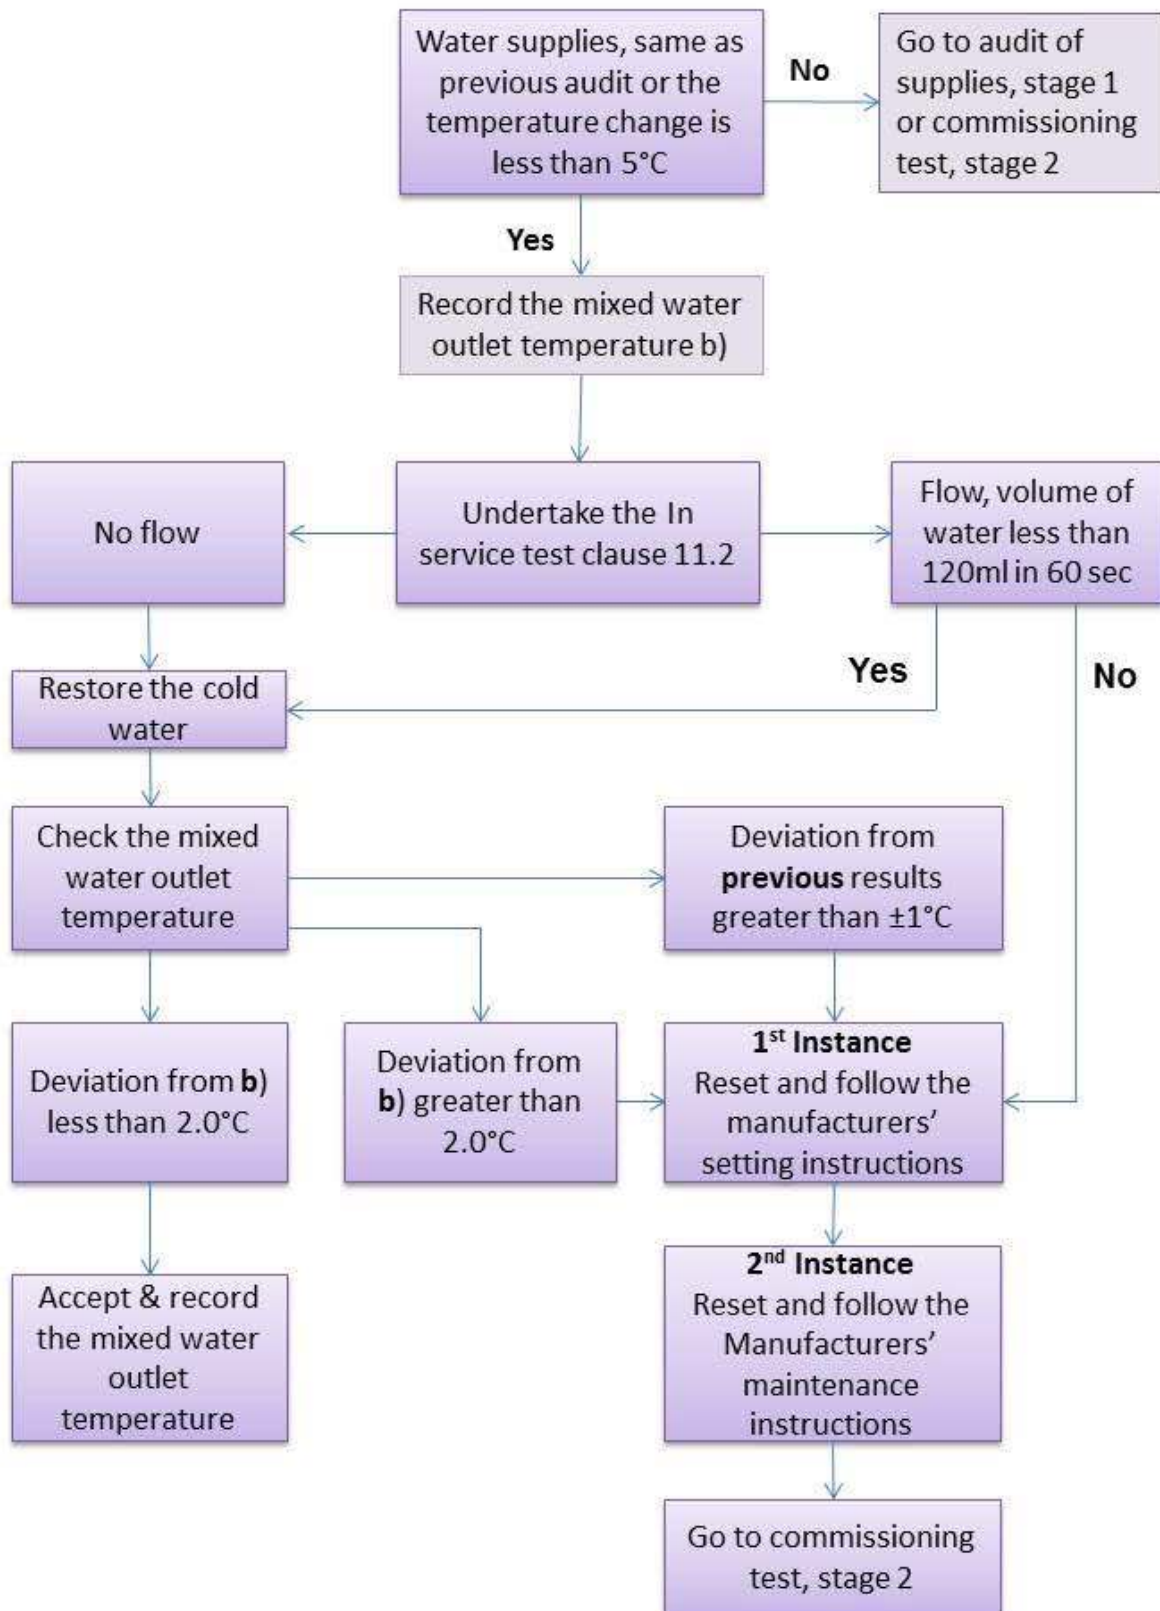 Water supplies, same as
previous audit or the
temperature change is
less than 5°C
No
Go to audit of
supplies, stage 1
or commissioning
test, stage 2
Yes
Record the mixed water
outlet temperature b)
No flow
Undertake the In
service test clause 11.2
Flow, volume of
water less than
120ml in 60 sec
Yes
No
Restore the cold
water
Check the mixed
water outlet
temperature
Deviation from
previous results
greater than ±1°C
Deviation from b)
less than 2.0°C
Deviation from
b) greater than
2.0°C
1st Instance
Reset and follow the
manufacturers’
setting instructions
2nd Instance
Reset and follow the
Manufacturers’
maintenance
instructions
Accept & record
the mixed water
outlet
temperature
Go to commissioning
test, stage 2